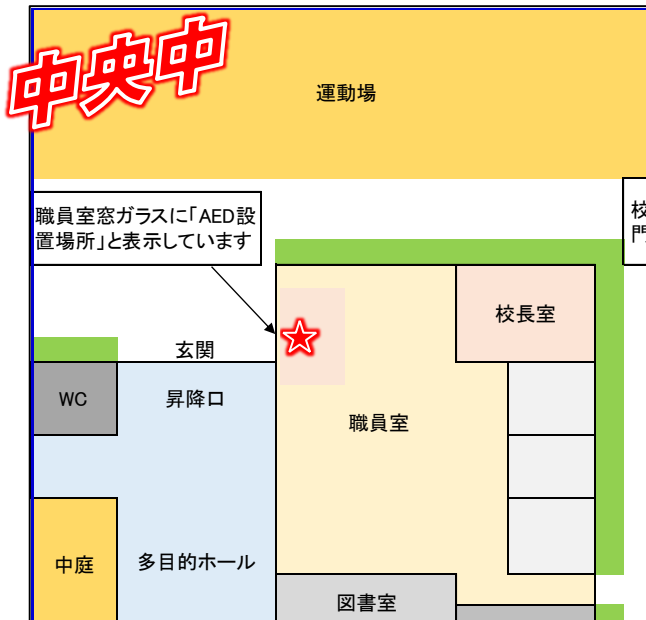 中央中
運動場
職員室窓ガラスに「AED設
置場所」と表示しています
校
門
校長室
玄関
WC
昇降口
職員室
中庭
多目的ホール
図書室